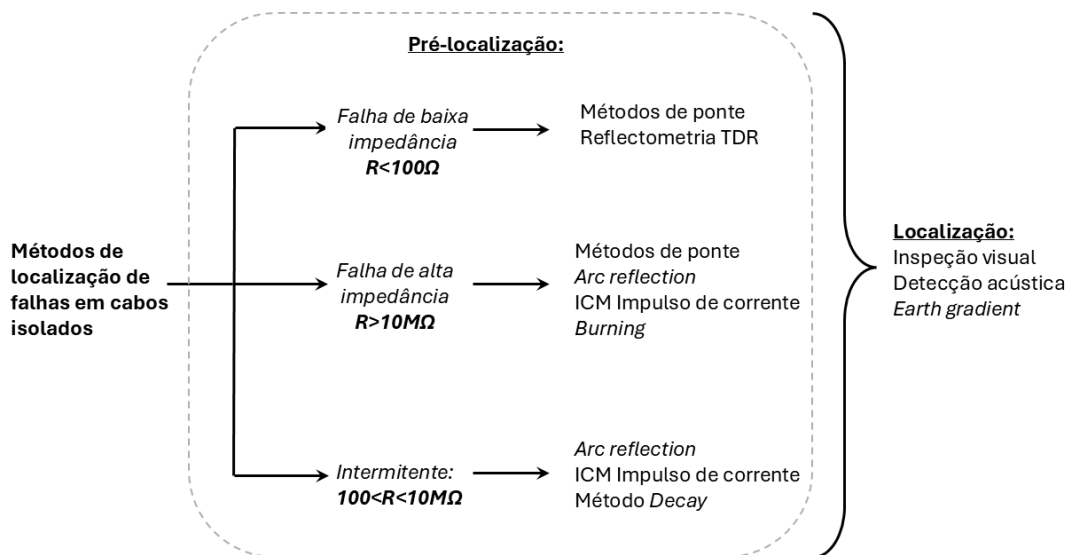 Pré-localização:
Métodos de
localização de
falhas em cabos
isolados
Falha de baixa
impedância
R<100Ω
Métodos de ponte
Reflectometria TDR
Falha de alta
impedância
R>10MΩ
Métodos de ponte
Arc reflection
ICM Impulso de corrente
Burning
Intermitente:
100<R<10MΩ
Arc reflection
ICM Impulso de corrente
Método Decay
Localização:
Inspeção visual
Detecção acústica
Earth gradient